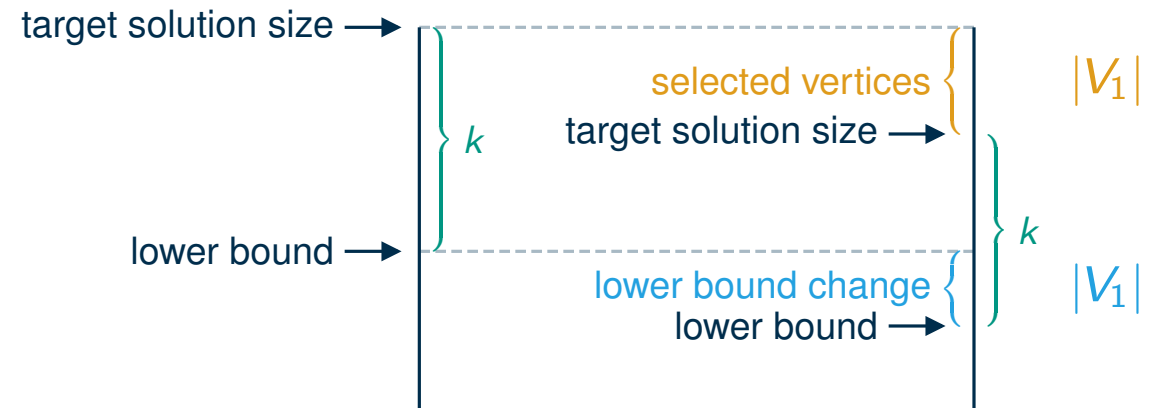 target solution size
selected vertices
|V₁|
target solution size
k
k
lower bound
lower bound change
|V₁|
lower bound